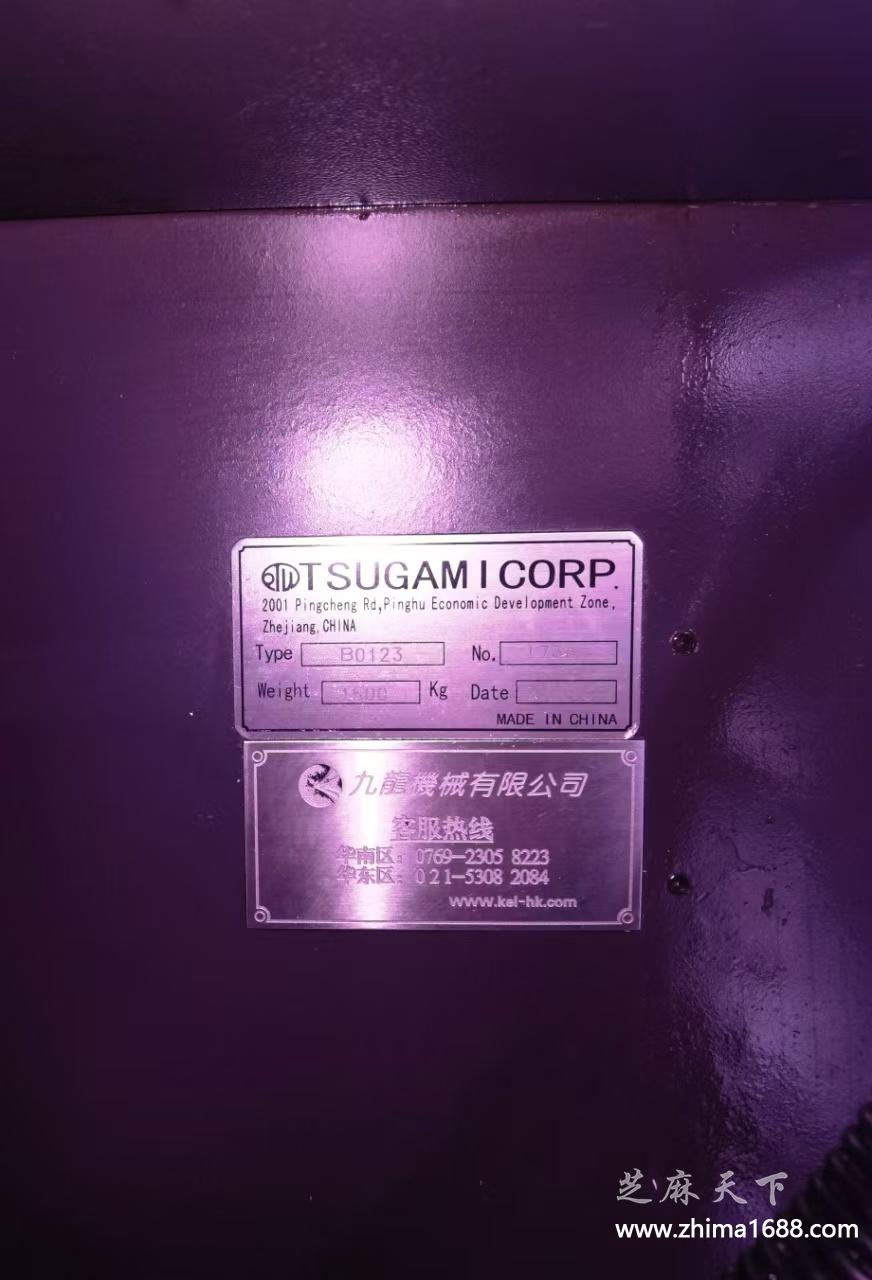 TSUGAMI CORP.
2001 Pingcheng Rd,Pinghu Economic Development Zone,
Zhejiang,CHINA
Type B0123 No.
Weight 1500 Kg Date
MADE IN CHINA
九龍機械有限公司
客服热线
华南区：0769-2305 8223
华东区：021-5308 2084
www.kel-hk.com
芝麻天下
www.zhima1688.com